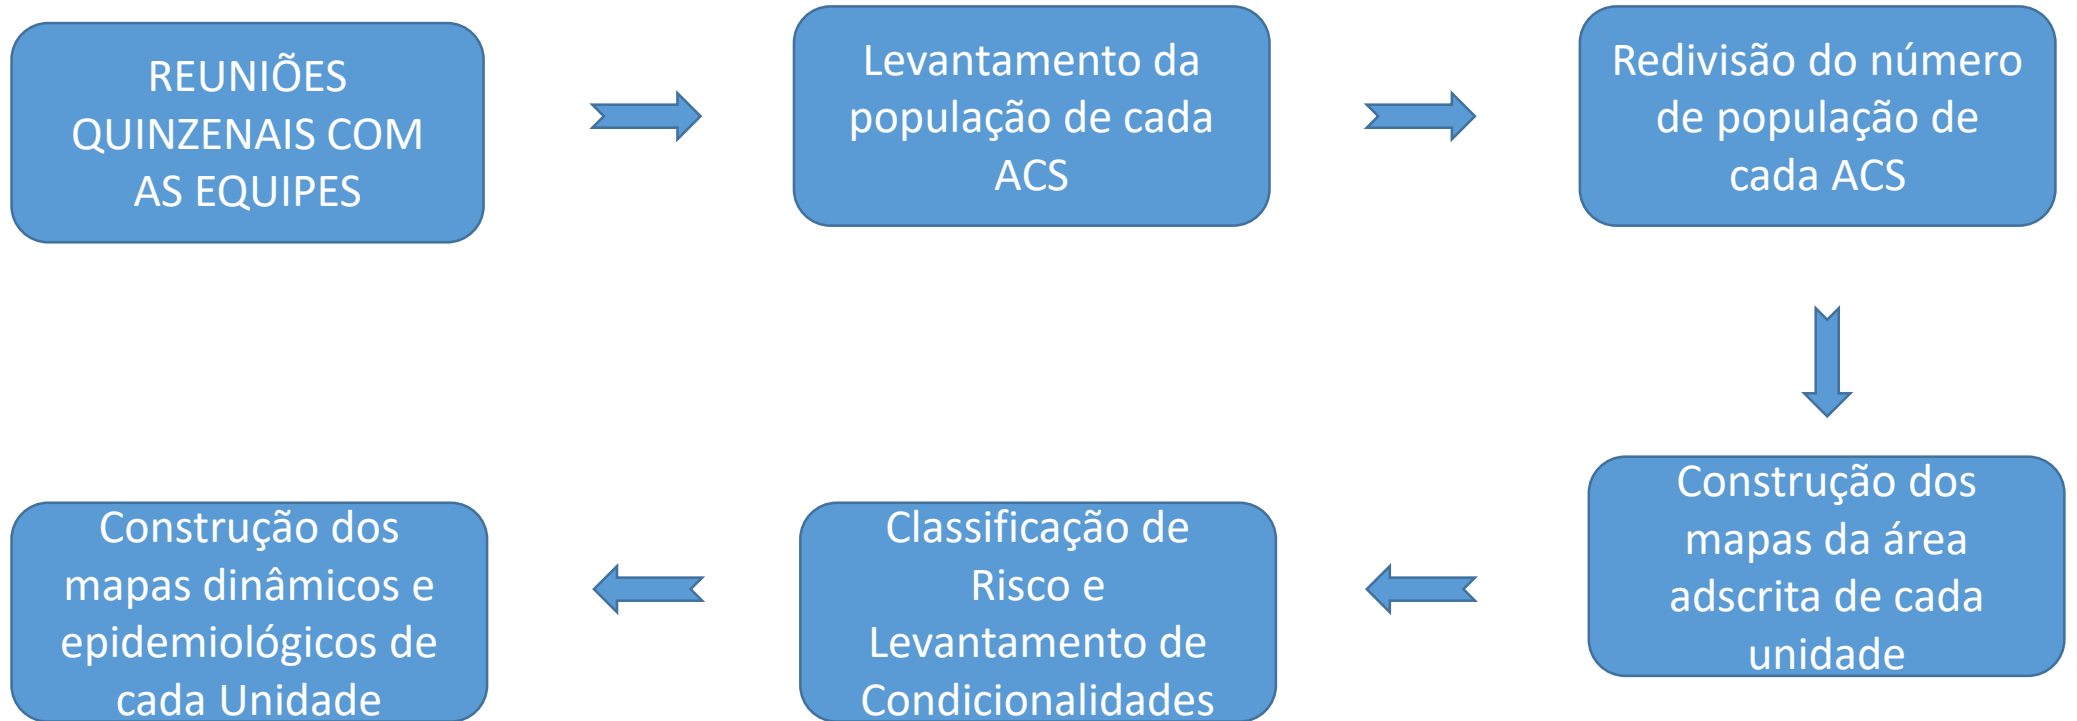 REUNIÕES
QUINZENAIS COM
AS EQUIPES
Levantamento da
população de cada
ACS
Redivisão do número
de população de
cada ACS
Construção dos
mapas da área
adscrita de cada
unidade
Classificação de
Risco e
Levantamento de
Condicionalidades
Construção dos
mapas dinâmicos e
epidemiológicos de
cada Unidade